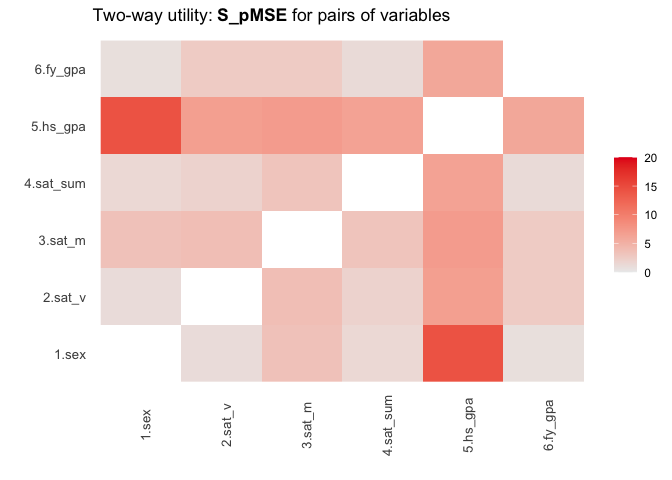 Two-way utility: S_pMSE for pairs of variables
6.fy_gpa
5.hs_gpa
4.sat_sum
3.sat_m
2.sat_v
1.sex
20
15
10
5
0
1.sex
2.sat_v
3.sat_m
4.sat_sum
5.hs_gpa
6.fy_gpa